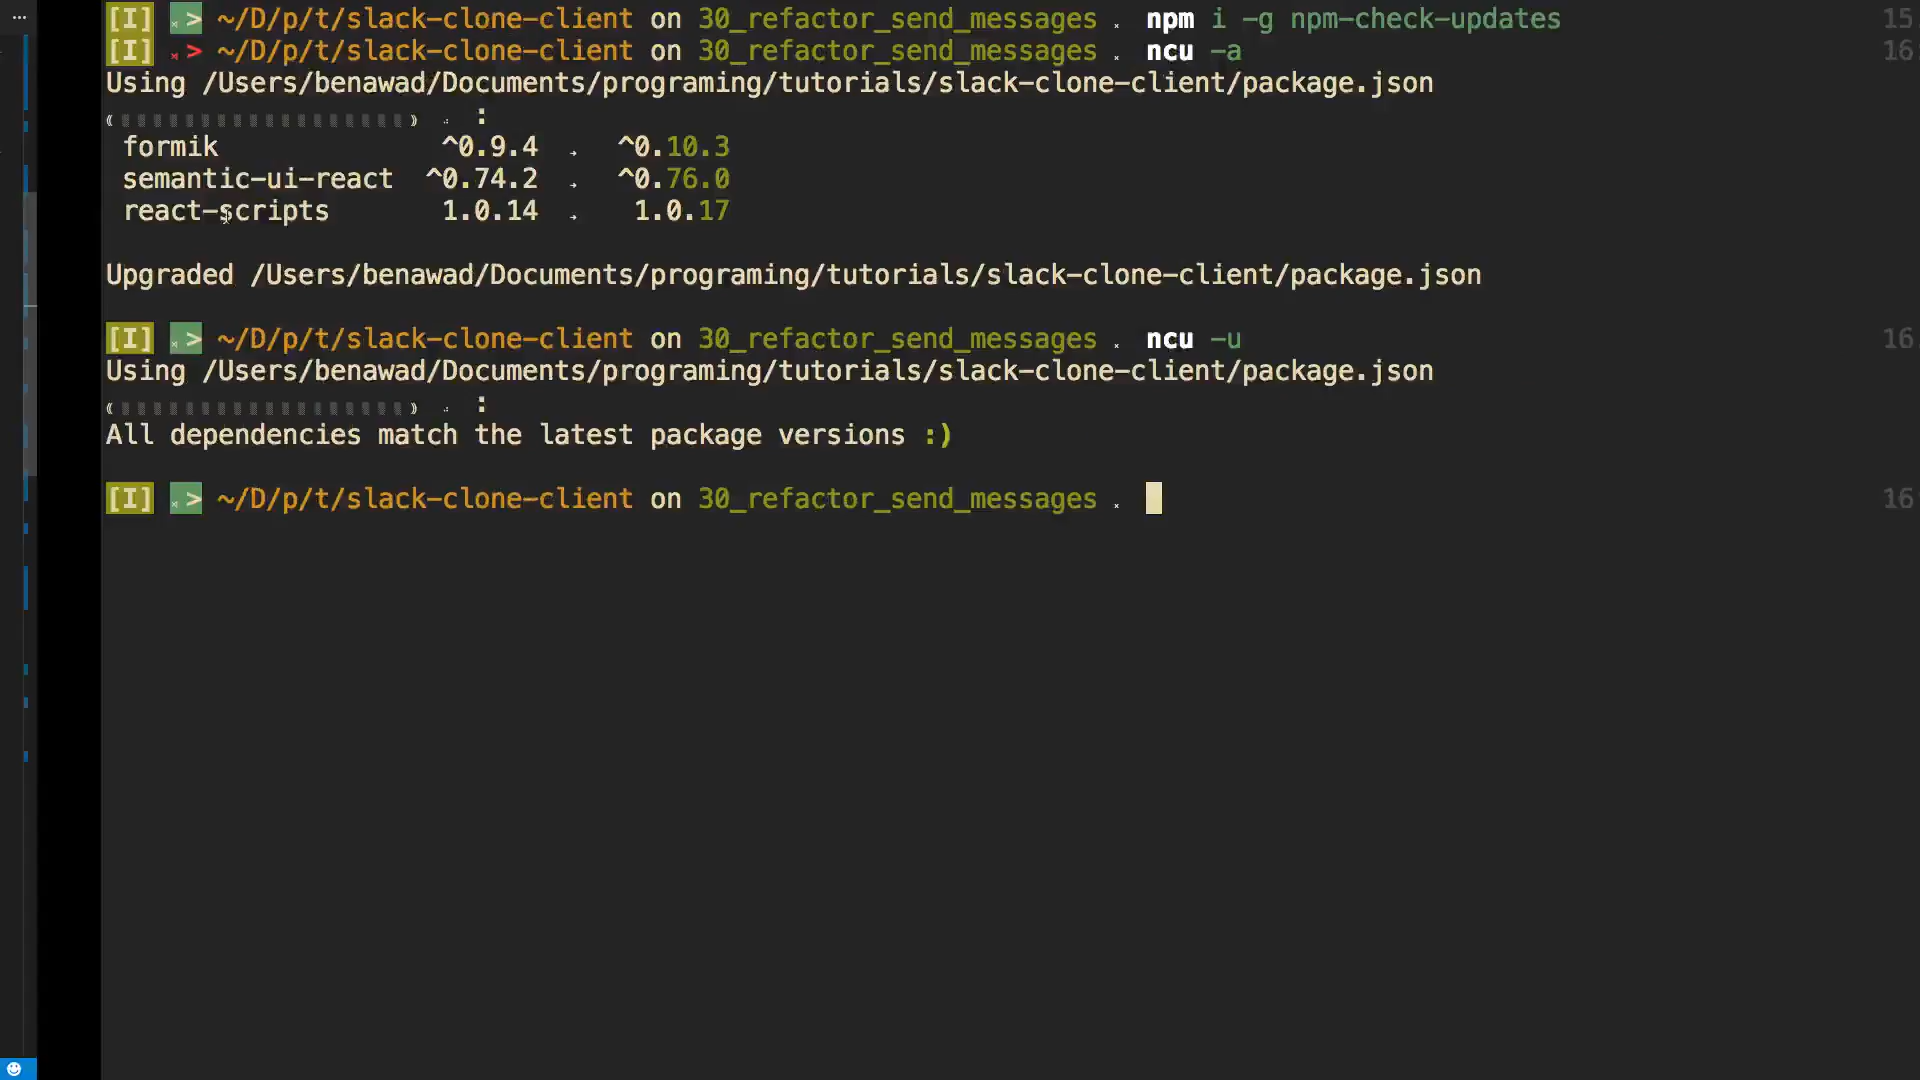 [I] > ~/D/p/t/slack-clone-client on 30_refactor_send_messages . npm i -g npm-check-updates 15
[I] > ~/D/p/t/slack-clone-client on 30_refactor_send_messages . ncu -a 16
Using /Users/benawad/Documents/programing/tutorials/slack-clone-client/package.json
:
formik ^0.9.4 → ^0.10.3
semantic-ui-react ^0.74.2 → ^0.76.0
react-scripts 1.0.14 → 1.0.17
Upgraded /Users/benawad/Documents/programing/tutorials/slack-clone-client/package.json
[I] > ~/D/p/t/slack-clone-client on 30_refactor_send_messages . ncu -u 16
Using /Users/benawad/Documents/programing/tutorials/slack-clone-client/package.json
:
All dependencies match the latest package versions :)
[I] > ~/D/p/t/slack-clone-client on 30_refactor_send_messages . 16